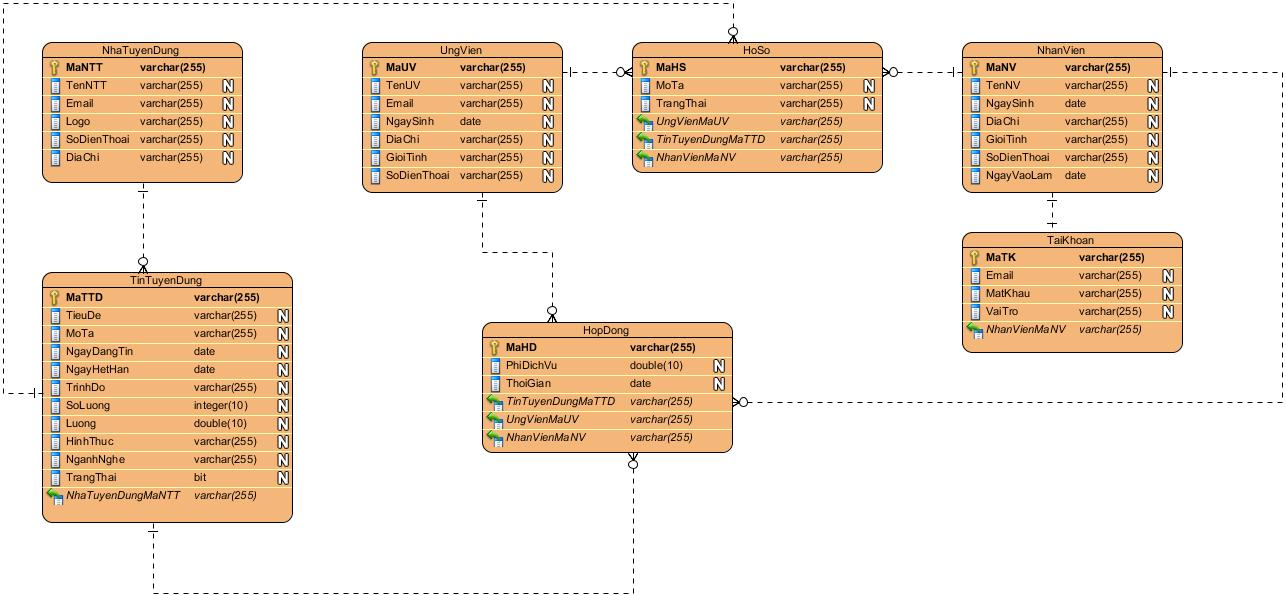 NhaTuyenDung
MaNTT varchar(255)
TenNTT varchar(255) N
Email varchar(255) N
Logo varchar(255) N
SoDienThoai varchar(255) N
DiaChi varchar(255) N
UngVien
MaUV varchar(255)
TenUV varchar(255) N
Email varchar(255) N
NgaySinh date N
DiaChi varchar(255) N
GioiTinh varchar(255) N
SoDienThoai varchar(255) N
HoSo
MaHS varchar(255)
MoTa varchar(255) N
TrangThai varchar(255) N
UngVienMaUV varchar(255)
TinTuyenDungMaTTD varchar(255)
NhanVienMaNV varchar(255)
NhanVien
MaNV varchar(255)
TenNV varchar(255) N
NgaySinh date N
DiaChi varchar(255) N
GioiTinh varchar(255) N
SoDienThoai varchar(255) N
NgayVaoLam date N
TaiKhoan
MaTK varchar(255)
Email varchar(255) N
MatKhau varchar(255) N
VaiTro varchar(255) N
NhanVienMaNV varchar(255)
TinTuyenDung
MaTTD varchar(255)
TieuDe varchar(255) N
MoTa varchar(255) N
NgayDangTin date N
NgayHetHan date N
TrinhDo varchar(255) N
SoLuong integer(10) N
Luong double(10) N
HinhThuc varchar(255) N
NganhNghe varchar(255) N
TrangThai bit N
NhaTuyenDungMaNTT varchar(255)
HopDong
MaHD varchar(255)
PhiDichVu double(10) N
ThoiGian date N
TinTuyenDungMaTTD varchar(255)
UngVienMaUV varchar(255)
NhanVienMaNV varchar(255)